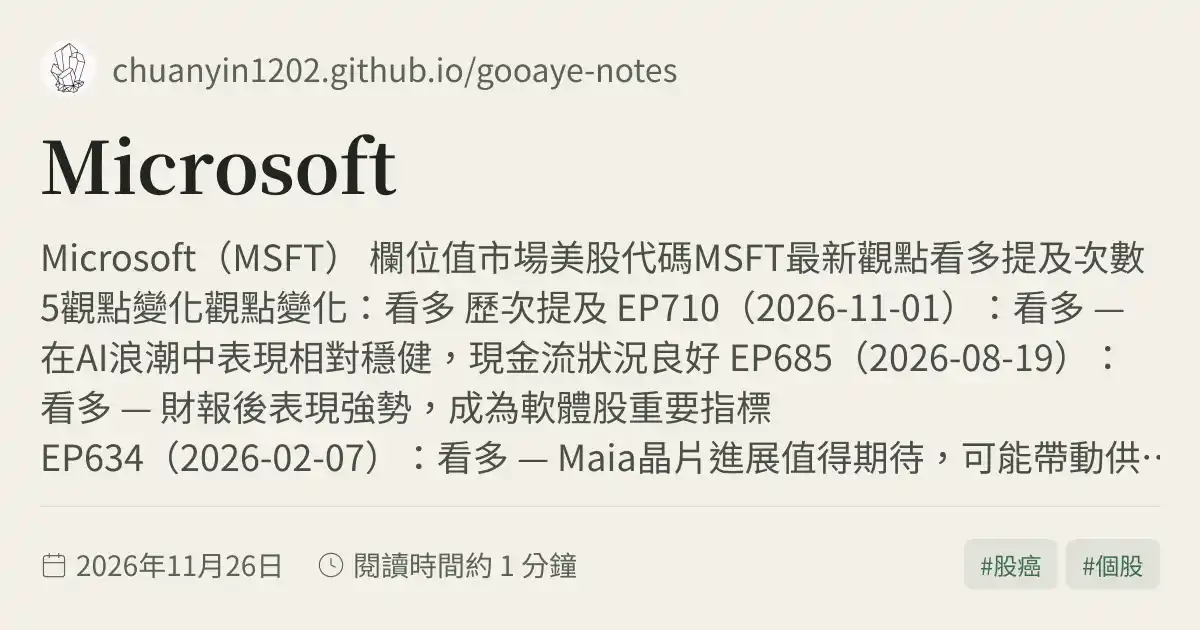 chuanyin1202.github.io/gooaye-notes
Microsoft
Microsoft（MSFT） 欄位值市場美股代碼MSFT最新觀點看多提及次數
5觀點變化觀點變化：看多 歷次提及 EP710（2026-11-01）：看多 —
在AI浪潮中表現相對穩健，現金流狀況良好 EP685（2026-08-19）：
看多 — 財報後表現強勢，成為軟體股重要指標
EP634（2026-02-07）：看多 — Maia晶片進展值得期待，可能帶動供…
2026年11月26日 閱讀時間約 1 分鐘 #股癌 #個股